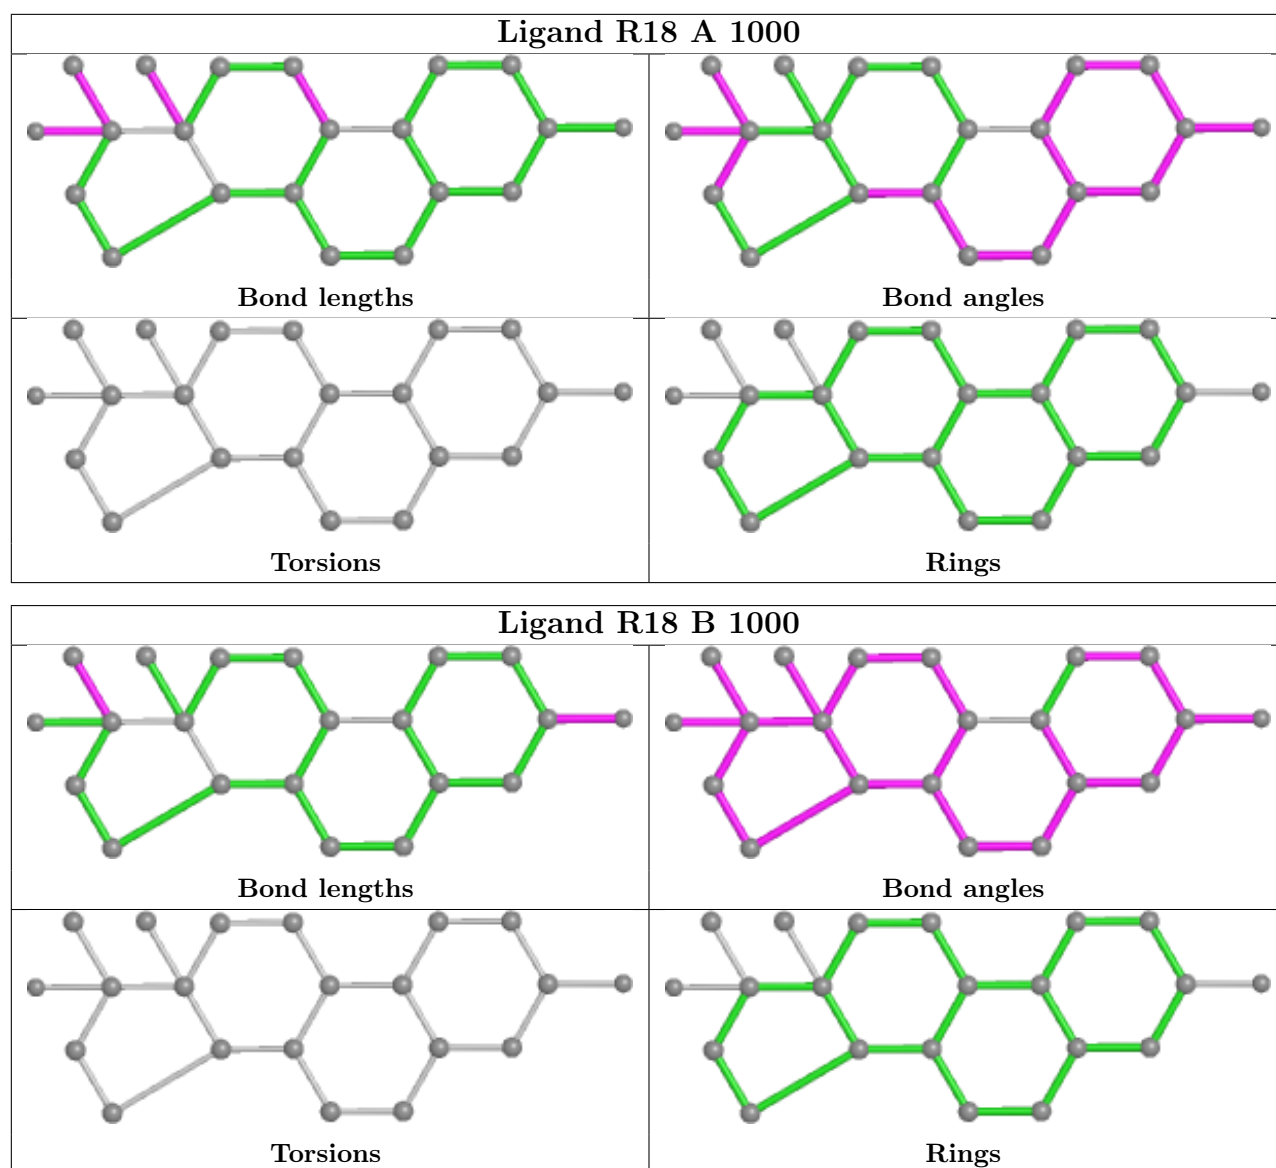 Ligand R18 A 1000
Bond lengths
Bond angles
Torsions
Rings
Ligand R18 B 1000
Bond lengths
Bond angles
Torsions
Rings